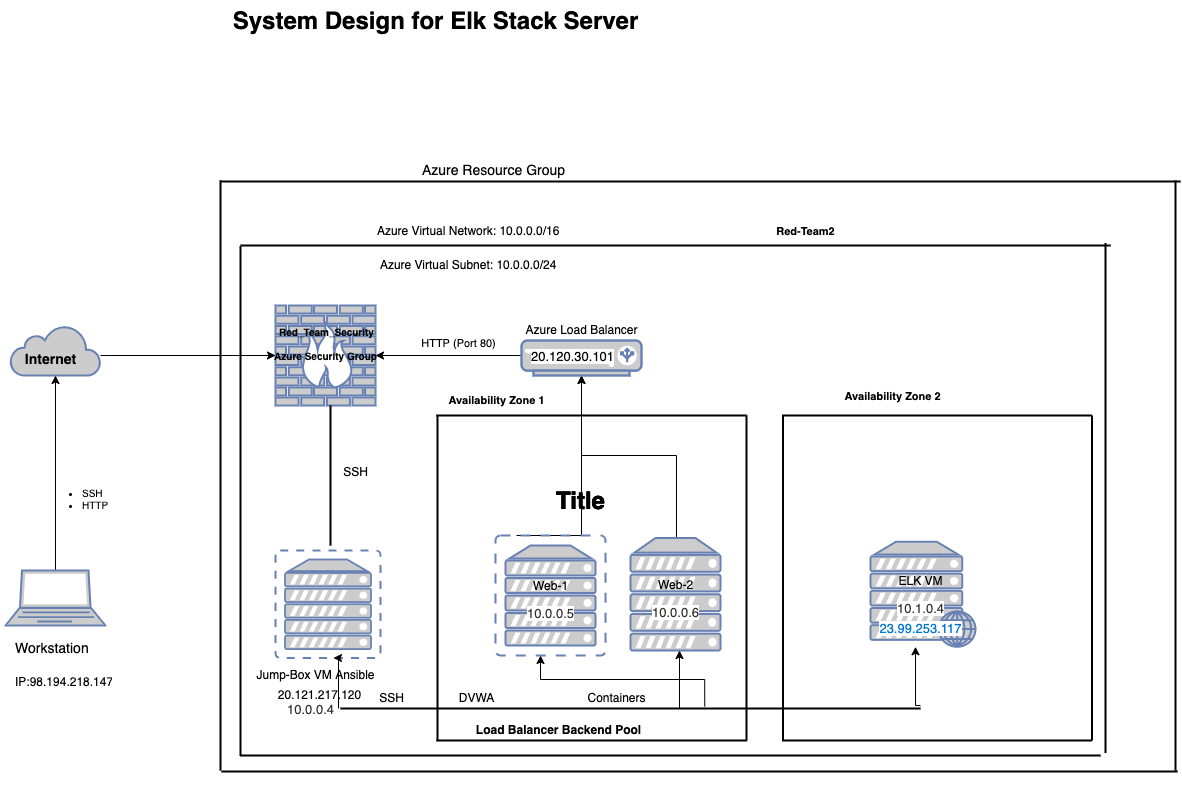 System Design for Elk Stack Server
Azure Resource Group
Azure Virtual Network: 10.0.0.0/16
Red-Team2
Azure Virtual Subnet: 10.0.0.0/24
Red_Team_Security
Azure Security Group
Internet
HTTP (Port 80)
Azure Load Balancer
20.120.30.101
Availability Zone 1
Availability Zone 2
SSH
SSH
HTTP
Title
Web-1
10.0.0.5
Web-2
10.0.0.6
ELK VM
10.1.0.4
23.99.253.117
Workstation
IP:98.194.218.147
Jump-Box VM Ansible
20.121.217.120
10.0.0.4
SSH
DVWA
Containers
Load Balancer Backend Pool